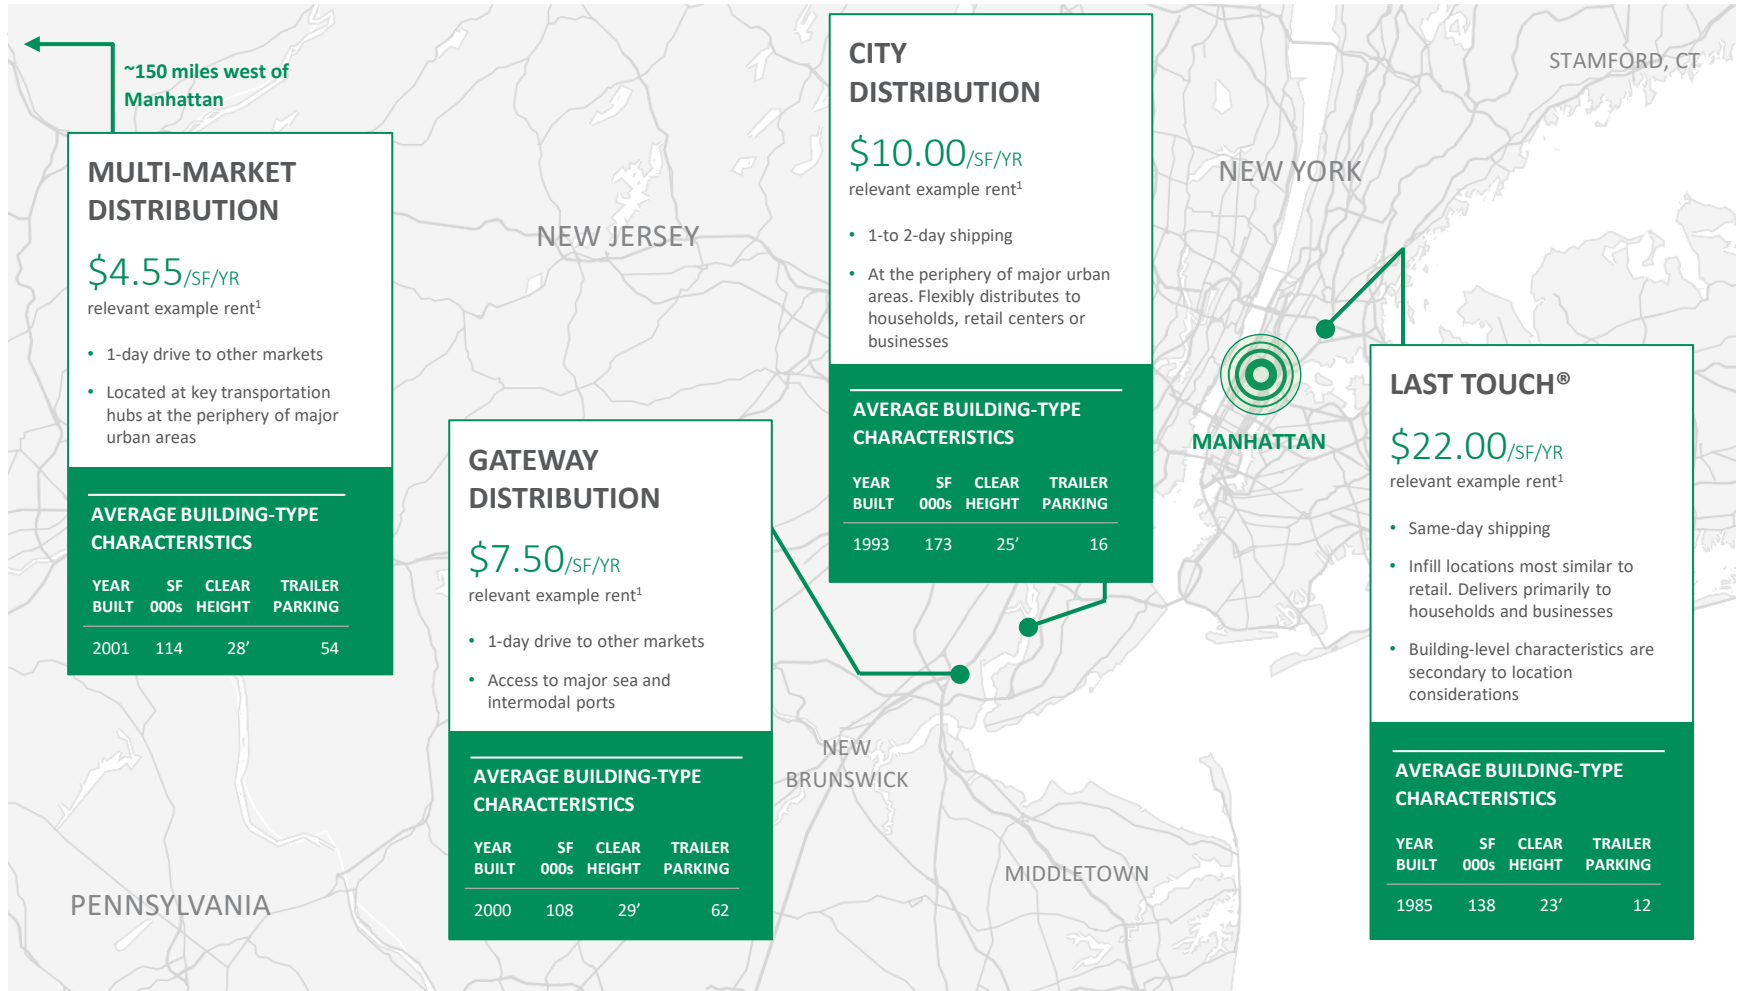 ~150 miles west of
Manhattan
MULTI-MARKET
DISTRIBUTION
$4.55/SF/YR
relevant example rent¹
• 1-day drive to other markets
• Located at key transportation
hubs at the periphery of major
urban areas
AVERAGE BUILDING-TYPE
CHARACTERISTICS
YEAR SF CLEAR TRAILER
BUILT 000s HEIGHT PARKING
2001 114 28’ 54
GATEWAY
DISTRIBUTION
$7.50/SF/YR
relevant example rent¹
• 1-day drive to other markets
• Access to major sea and
intermodal ports
AVERAGE BUILDING-TYPE
CHARACTERISTICS
YEAR SF CLEAR TRAILER
BUILT 000s HEIGHT PARKING
2000 108 29’ 62
CITY
DISTRIBUTION
$10.00/SF/YR
relevant example rent¹
• 1-to 2-day shipping
• At the periphery of major urban
areas. Flexibly distributes to
households, retail centers or
businesses
AVERAGE BUILDING-TYPE
CHARACTERISTICS
YEAR SF CLEAR TRAILER
BUILT 000s HEIGHT PARKING
1993 173 25’ 16
LAST TOUCH®
$22.00/SF/YR
relevant example rent¹
• Same-day shipping
• Infill locations most similar to
retail. Delivers primarily to
households and businesses
• Building-level characteristics are
secondary to location
considerations
AVERAGE BUILDING-TYPE
CHARACTERISTICS
YEAR SF CLEAR TRAILER
BUILT 000s HEIGHT PARKING
1985 138 23’ 12
STAMFORD, CT
NEW YORK
NEW JERSEY
MANHATTAN
NEW
BRUNSWICK
MIDDLETOWN
PENNSYLVANIA